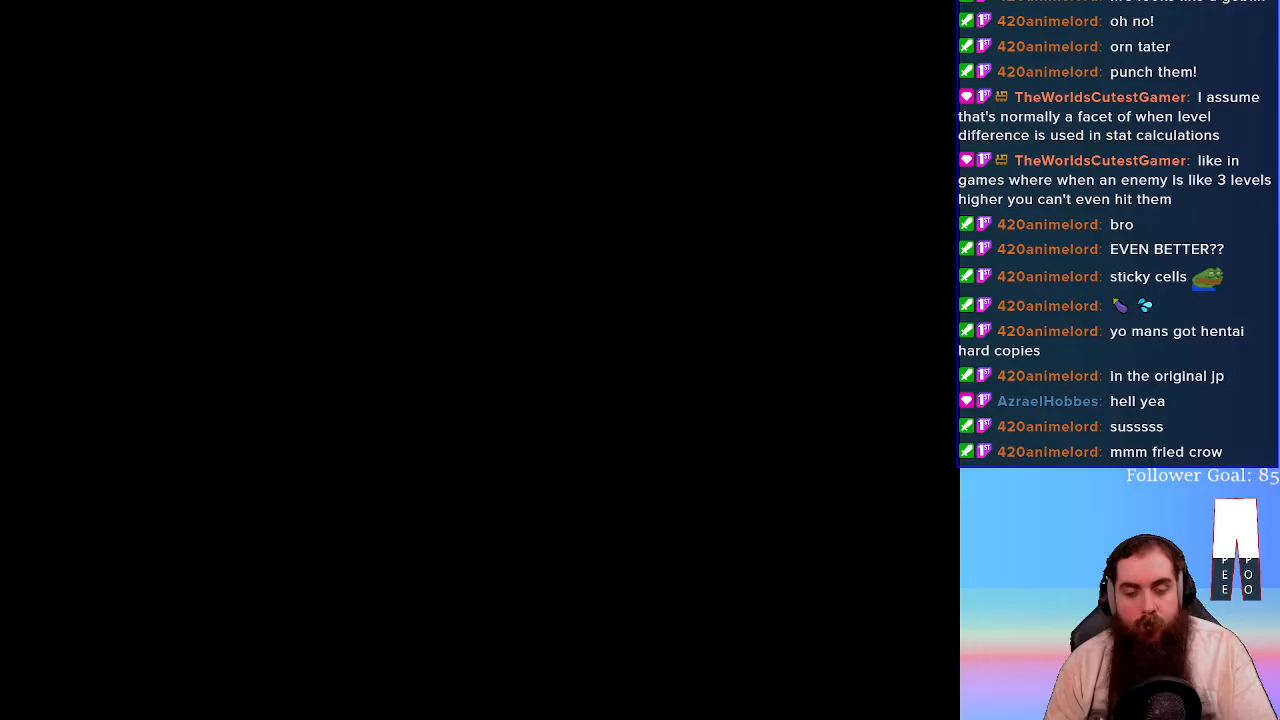 420animelord: oh no!
420animelord: orn tater
420animelord: punch them!
TheWorldsCutestGamer: I assume
that's normally a facet of when level
difference is used in stat calculations
TheWorldsCutestGamer: like in
games where when an enemy is like 3 levels
higher you can't even hit them
420animelord: bro
420animelord: EVEN BETTER??
420animelord: sticky cells
420animelord: 🍆 💦
420animelord: yo mans got hentai
hard copies
420animelord: in the original jp
AzraelHobbes: hell yea
420animelord: susssss
420animelord: mmm fried crow
Follower Goal: 85
PEE POO